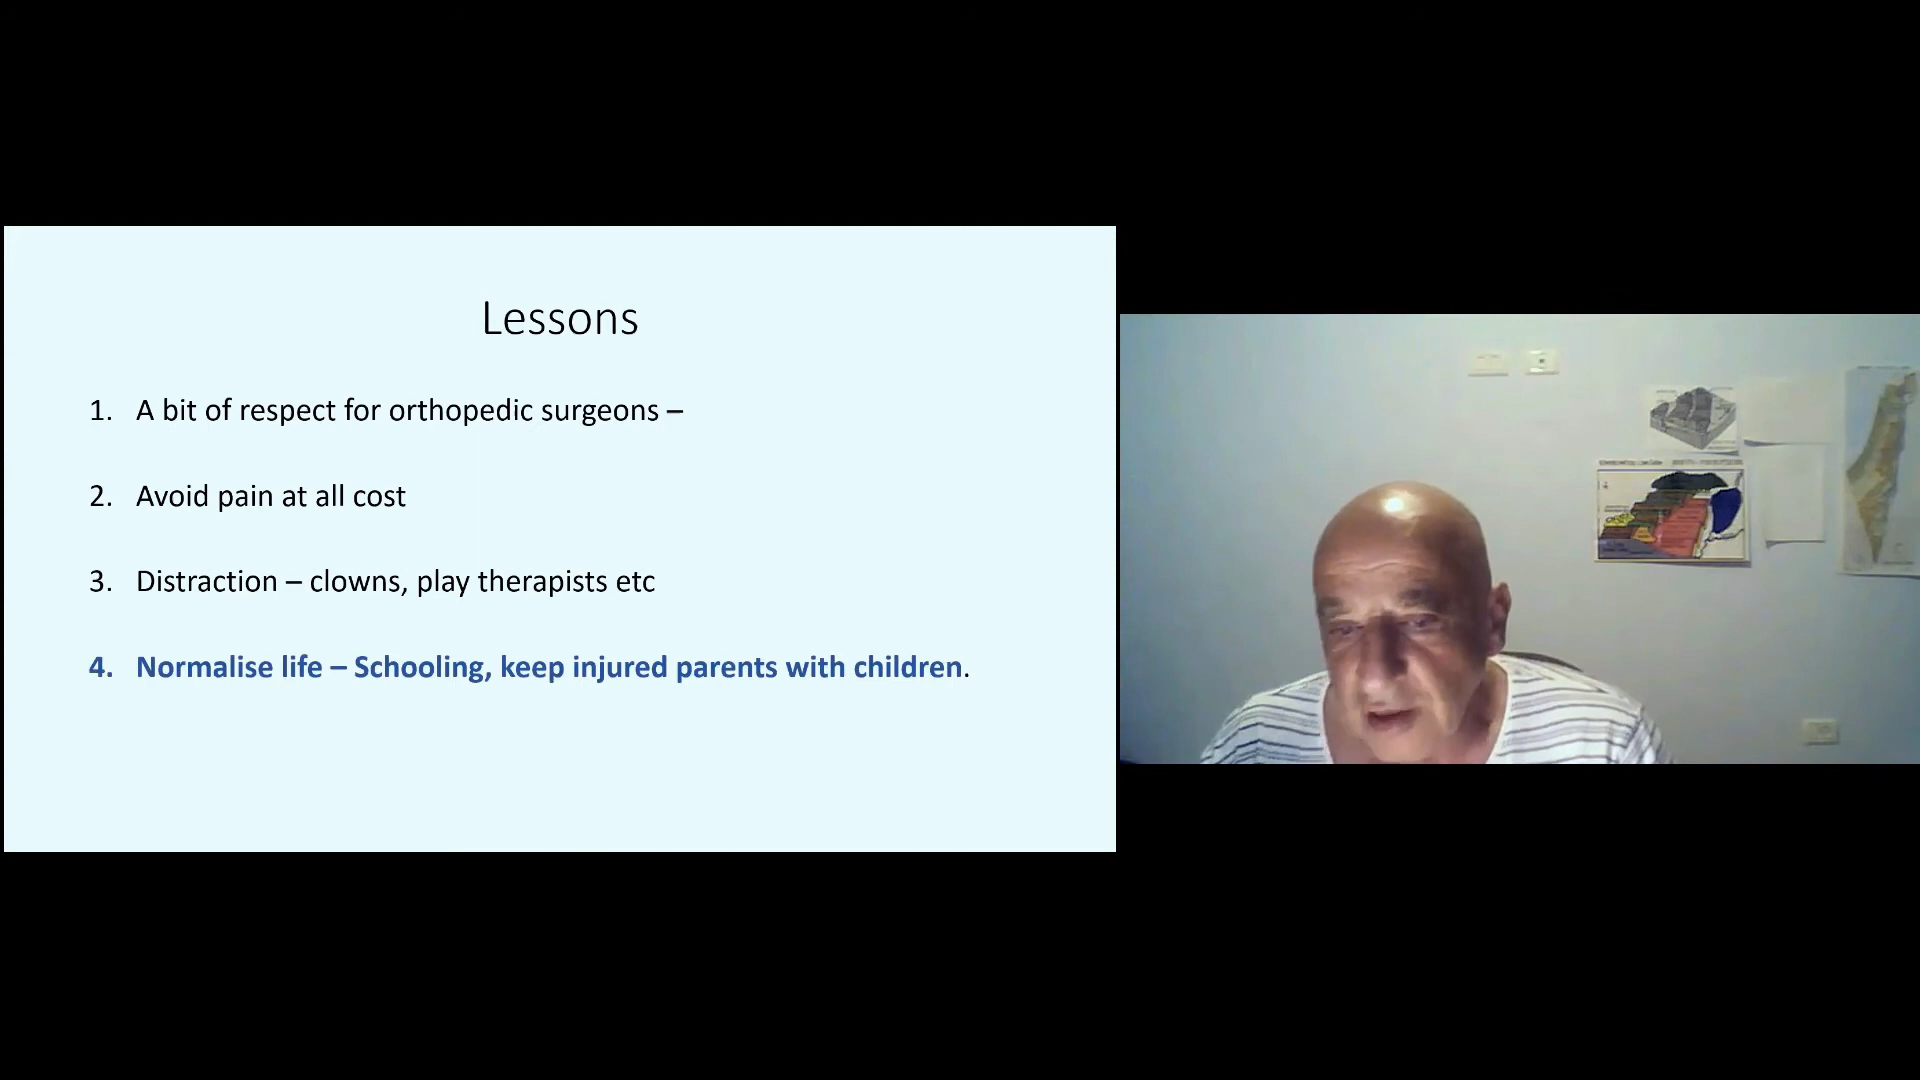 Lessons
1. A bit of respect for orthopedic surgeons –
2. Avoid pain at all cost
3. Distraction – clowns, play therapists etc
4. Normalise life – Schooling, keep injured parents with children.